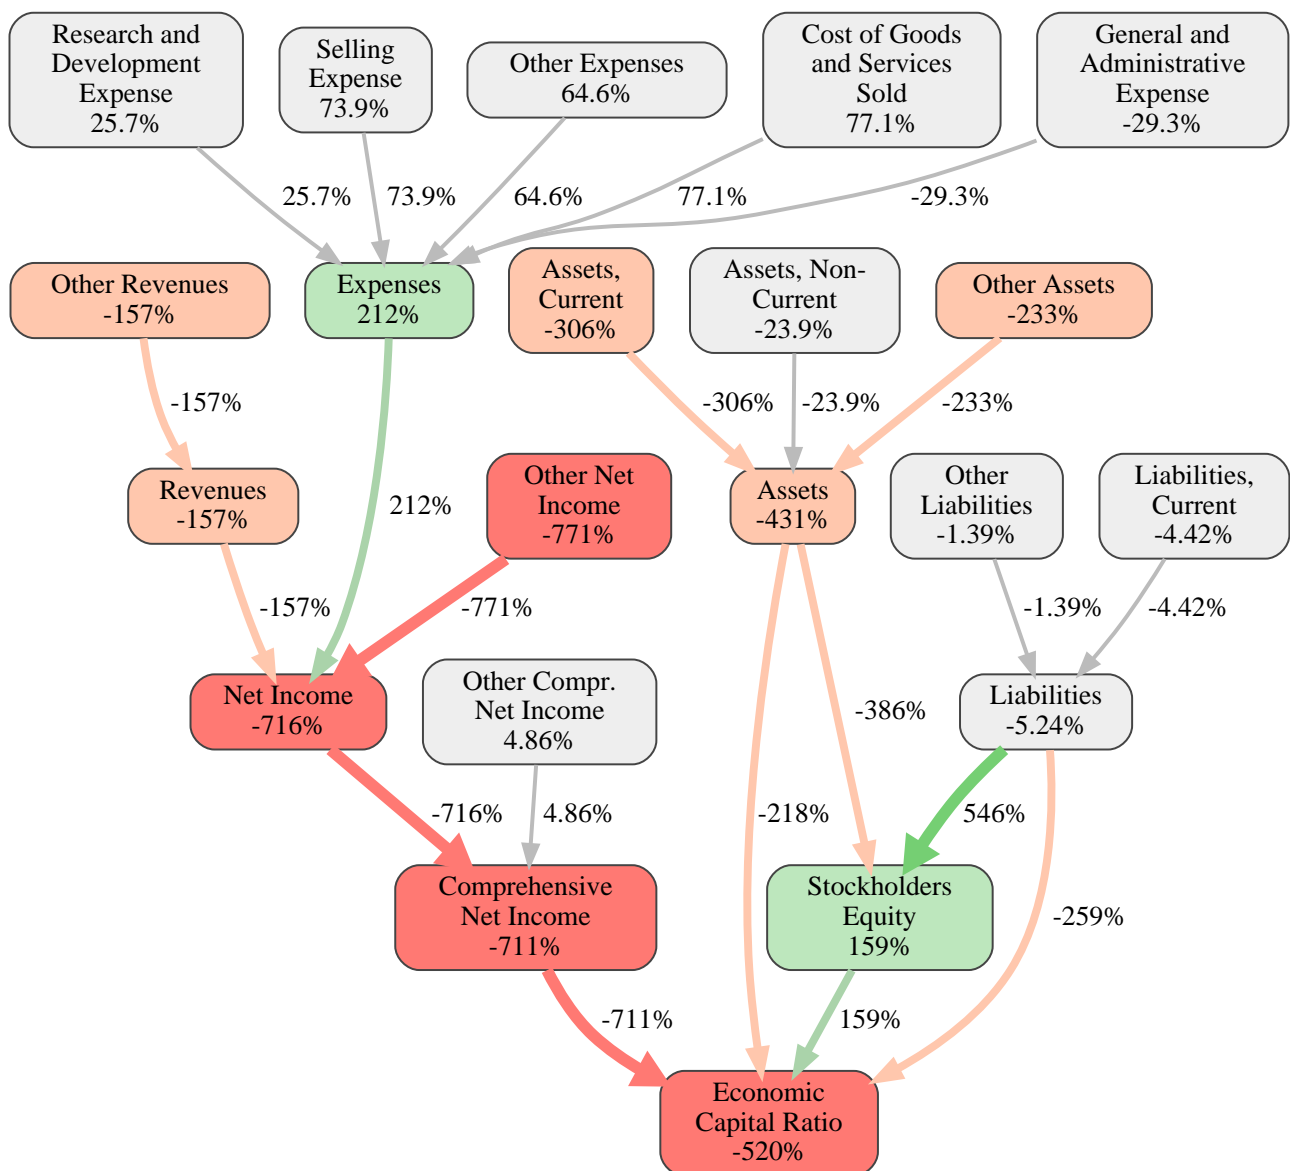 Research and
Development
Expense
25.7%
Selling
Expense
73.9%
Other Expenses
64.6%
Cost of Goods
and Services
Sold
77.1%
General and
Administrative
Expense
-29.3%
25.7%
73.9%
64.6%
77.1%
-29.3%
Other Revenues
-157%
Expenses
212%
Assets,
Current
-306%
Assets, Non-
Current
-23.9%
Other Assets
-233%
-157%
-306%
-23.9%
-233%
Revenues
-157%
212%
Other Net
Income
-771%
Assets
-431%
Other
Liabilities
-1.39%
Liabilities,
Current
-4.42%
-157%
-771%
-1.39%
-4.42%
Net Income
-716%
Other Compr.
Net Income
4.86%
-386%
Liabilities
-5.24%
-716%
4.86%
-218%
546%
Comprehensive
Net Income
-711%
Stockholders
Equity
159%
-259%
-711%
159%
Economic
Capital Ratio
-520%